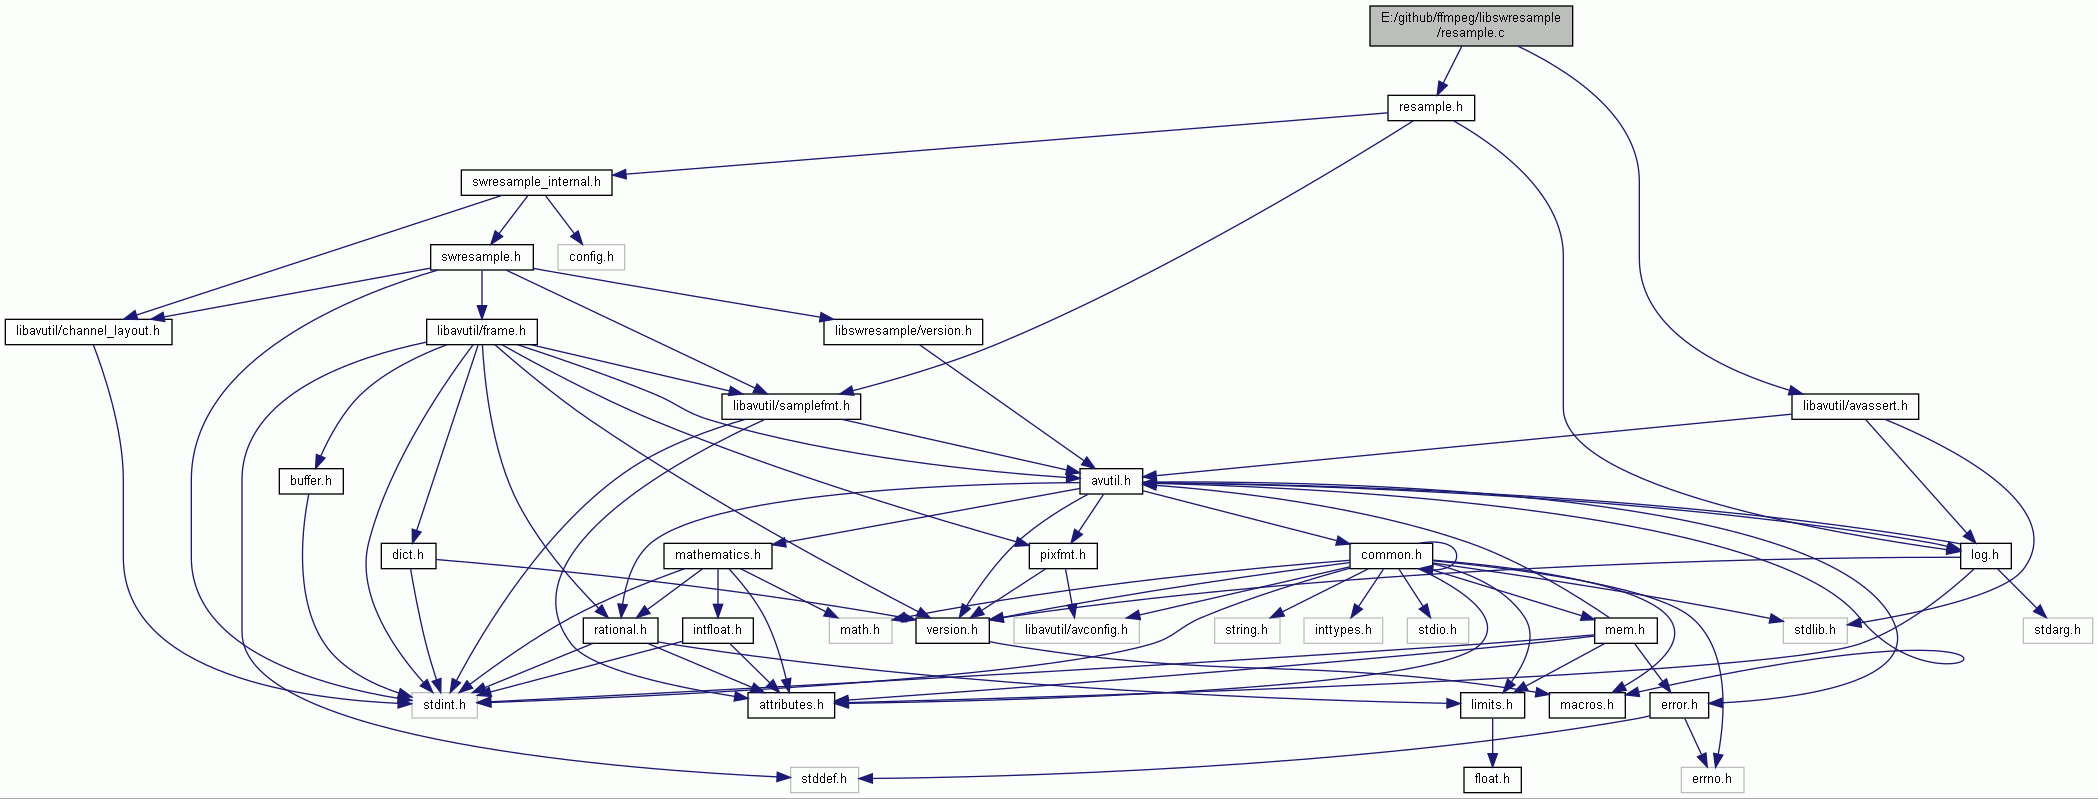 E:/github/ffmpeg/libswresample
/resample.c
resample.h
swresample_internal.h
swresample.h
config.h
libavutil/channel_layout.h
libavutil/frame.h
libswresample/version.h
libavutil/samplefmt.h
libavutil/avassert.h
buffer.h
avutil.h
dict.h
mathematics.h
pixfmt.h
common.h
log.h
rational.h
intfloat.h
math.h
version.h
libavutil/avconfig.h
string.h
inttypes.h
stdio.h
mem.h
stdlib.h
stdarg.h
stdint.h
attributes.h
limits.h
macros.h
error.h
stddef.h
float.h
errno.h